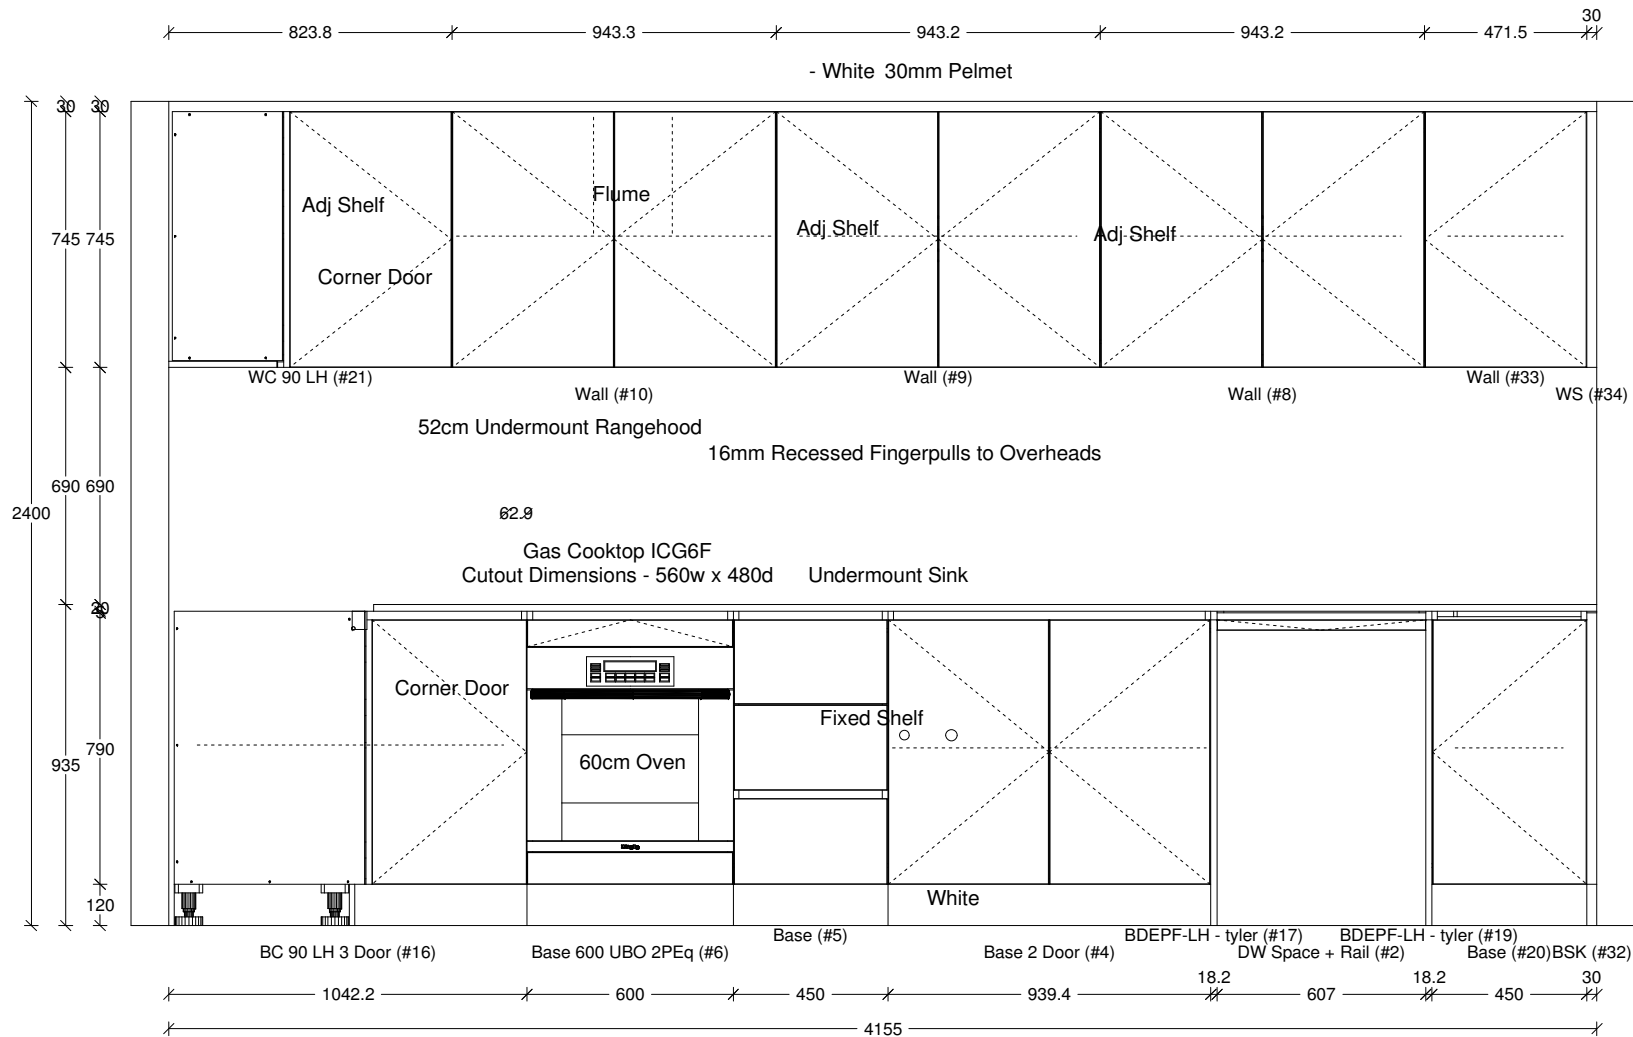 30
823.8 943.3 943.2 943.2 471.5
- White 30mm Pelmet
30 30
Flume
Adj Shelf
Adj Shelf
Adj Shelf
745 745
Corner Door
WC 90 LH (#21) Wall (#9) Wall (#33)
Wall (#10) Wall (#8) WS (#34)
52cm Undermount Rangehood
16mm Recessed Fingerpulls to Overheads
690 690
2400 62.9
Gas Cooktop ICG6F
Cutout Dimensions - 560w x 480d Undermount Sink
Corner Door
Fixed Shelf
790
60cm Oven
935
White
120
Base (#5) BDEPF-LH - tyler (#17) BDEPF-LH - tyler (#19)
BC 90 LH 3 Door (#16) Base 600 UBO 2PEq (#6) Base 2 Door (#4) DW Space + Rail (#2) Base (#20) BSK (#32)
18.2 18.2 30
1042.2 600 450 939.4 607 450
4155